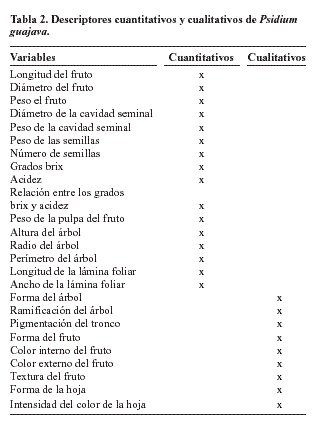 Tabla 2. Descriptores cuantitativos y cualitativos de Psidium
guajava.
Variables Cuantitativos Cualitativos
Longitud del fruto x
Diámetro del fruto. x
Peso el fruto x
Diámetro de la cavidad seminal x
Peso de la cavidad seminal x
Peso de las semillas x
Número de semillas x
Grados brix x
Acidez x
Relación entre los grados
brix y acidez x
Peso de la pulpa del fruto x
Altura del árbol x
Radio del árbol x
Perímetro del árbol x
Longitud de la lámina foliar x
Ancho de la lámina foliar x
Forma del árbol x
Ramificación del árbol x
Pigmentación del tronco x
Forma del fruto x
Color interno del fruto x
Color externo del fruto x
Textura del fruto x
Forma de la hoja x
Intensidad del color de la hoja x